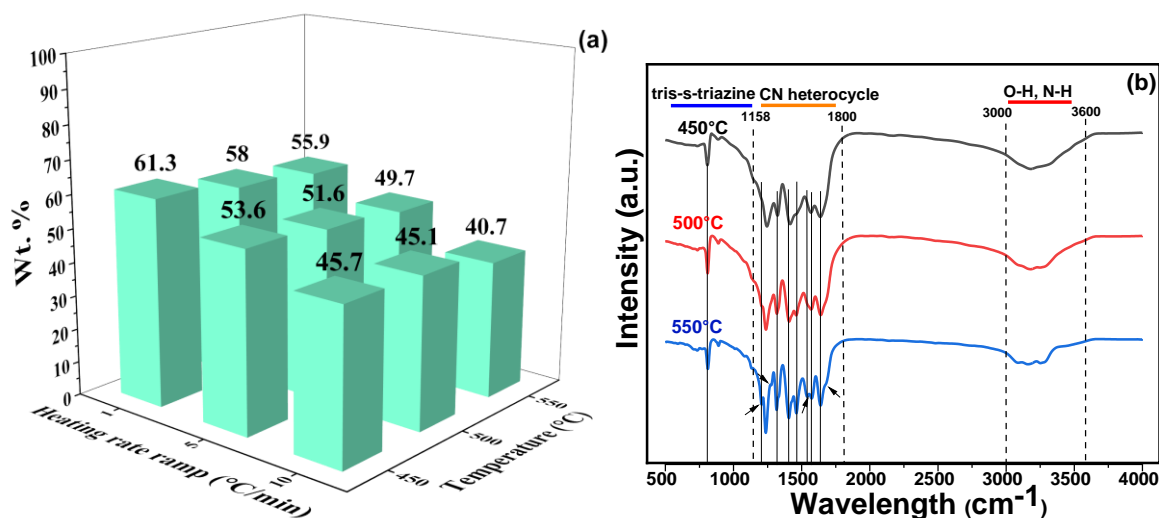 (a)
Wt. %
100
90
80
70
60
50
40
30
20
10
0
61.3
58
55.9
53.6
51.6
49.7
45.7
45.1
40.7
1
5
10
Heating rate ramp (°C/min)
450
500
550
Temperature (°C)
(b)
tris-s-triazine
CN heterocycle
O-H, N-H
1158
1800
3000
3600
450°C
500°C
550°C
Intensity (a.u.)
500 1000 1500 2000 2500 3000 3500 4000
Wavelength (cm-1)